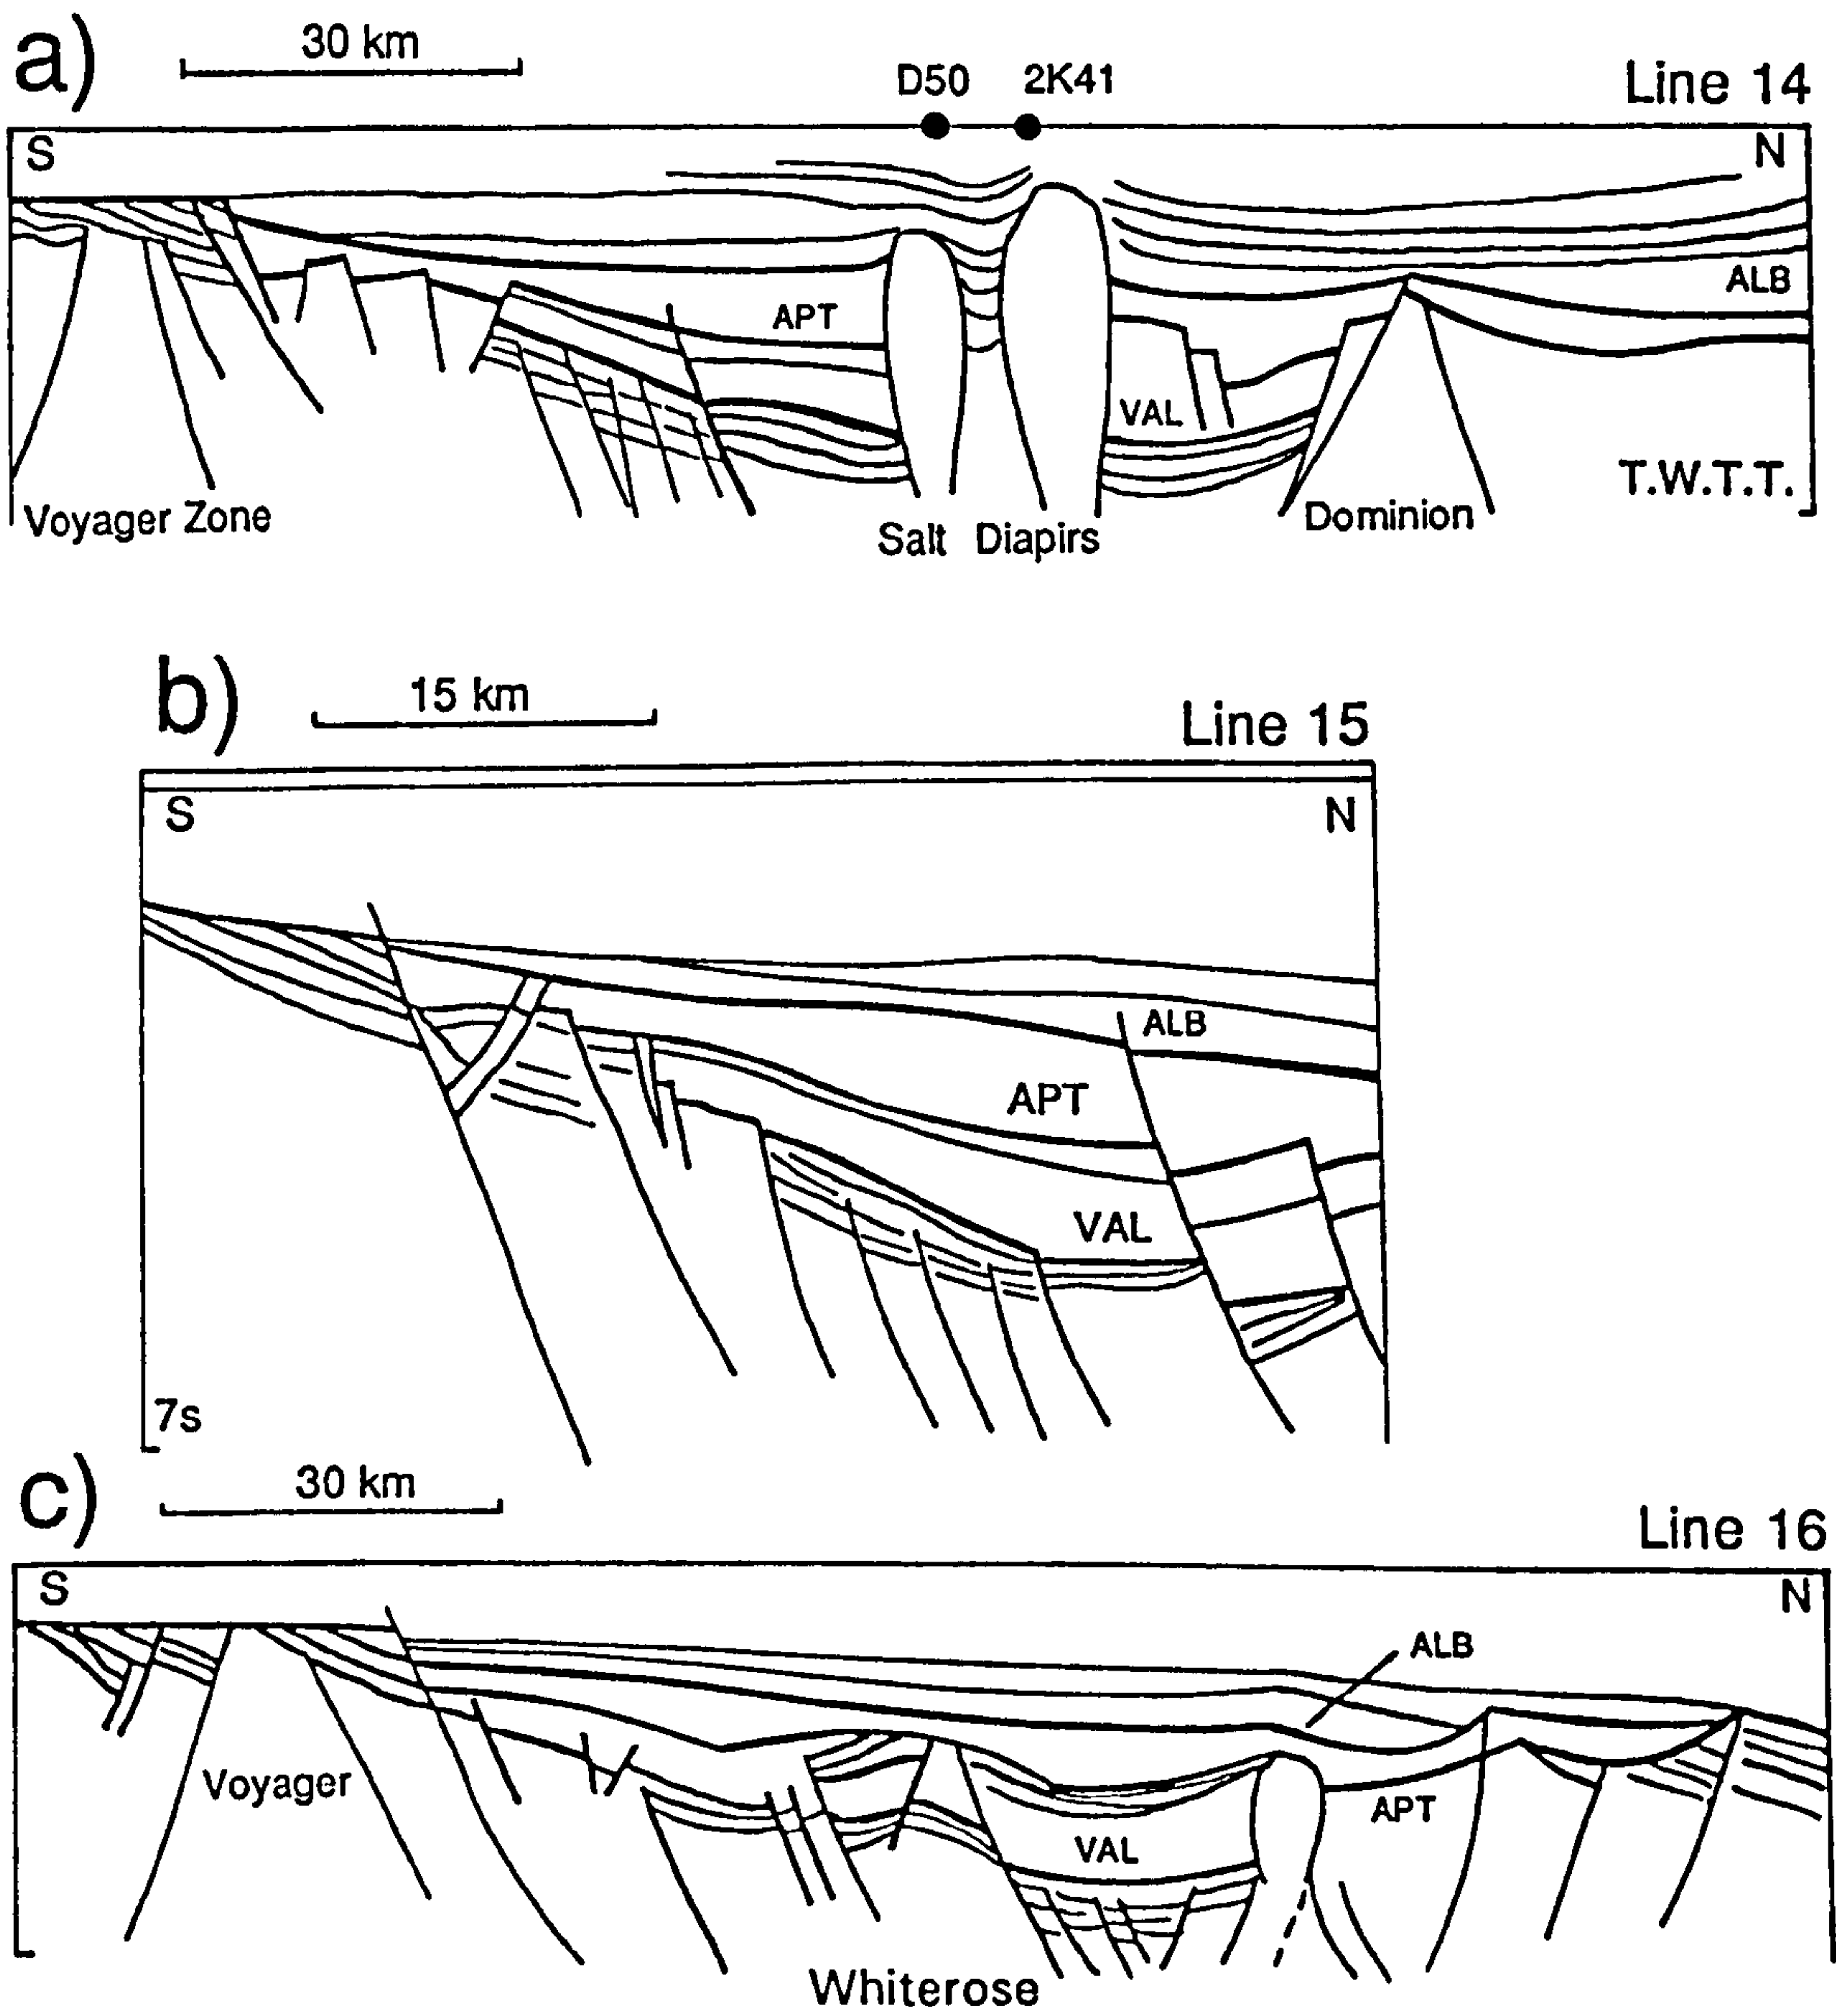 a)
30 km
D50 2K41
Line 14
S
N
APT
ALB
VAL
T.W.T.T.
Voyager Zone
Salt Diapirs
Dominion
b)
15 km
Line 15
S
N
ALB
APT
VAL
7s
c)
30 km
Line 16
S
N
ALB
Voyager
APT
VAL
Whiterose